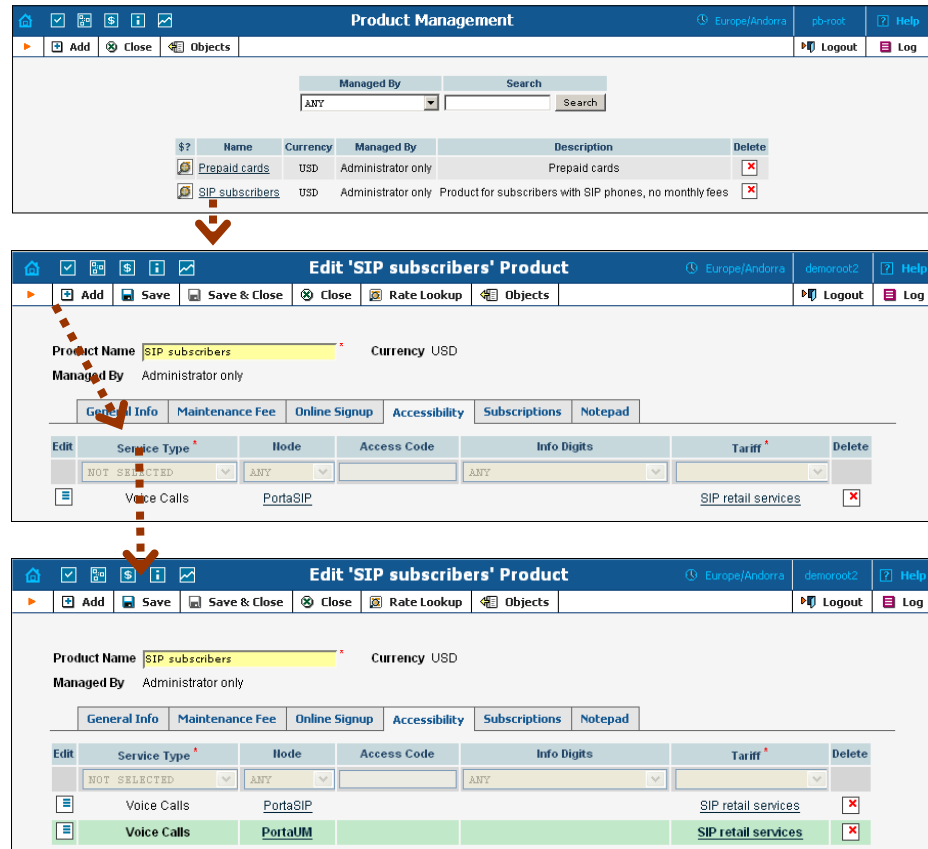 Product Management Europe/Andorra pb-root ? Help
Add Close Objects Logout Log
Managed By Search
ANY Search
$? Name Currency Managed By Description Delete
Prepaid cards USD Administrator only Prepaid cards
SIP subscribers USD Administrator only Product for subscribers with SIP phones, no monthly fees
Edit 'SIP subscribers' Product Europe/Andorra demoroot2 ? Help
Add Save Save & Close Close Rate Lookup Objects Logout Log
Product Name SIP subscribers * Currency USD
Managed By Administrator only
General Info Maintenance Fee Online Signup Accessibility Subscriptions Notepad
Edit Service Type * Node Access Code Info Digits Tariff * Delete
NOT SELECTED ANY ANY
Voice Calls PortaSIP SIP retail services
Edit 'SIP subscribers' Product Europe/Andorra demoroot2 ? Help
Add Save Save & Close Close Rate Lookup Objects Logout Log
Product Name SIP subscribers * Currency USD
Managed By Administrator only
General Info Maintenance Fee Online Signup Accessibility Subscriptions Notepad
Edit Service Type * Node Access Code Info Digits Tariff * Delete
NOT SELECTED ANY ANY
Voice Calls PortaSIP SIP retail services
Voice Calls PortaUM SIP retail services